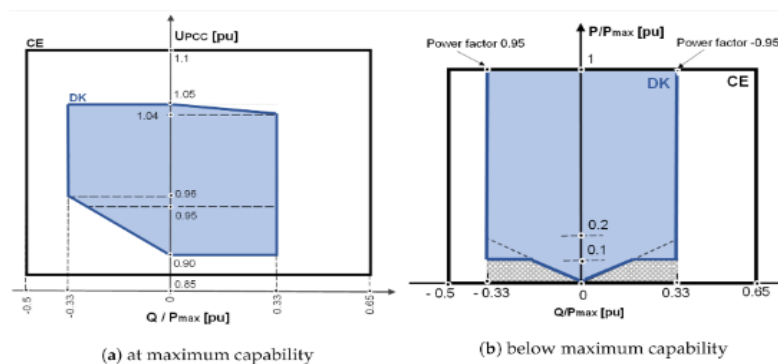 CE
UPCC [pu]
1.1
DK
1.05
1.04
0.96
0.95
0.90
0.85
-0.5
-0.33
0
0.33
0.65
Q / Pmax [pu]
(a) at maximum capability
P/Pmax [pu]
Power factor 0.95
Power factor -0.95
1
DK
CE
0.2
0.1
- 0.5
-0.33
0
0.33
0.65
Q/Pmax [pu]
(b) below maximum capability